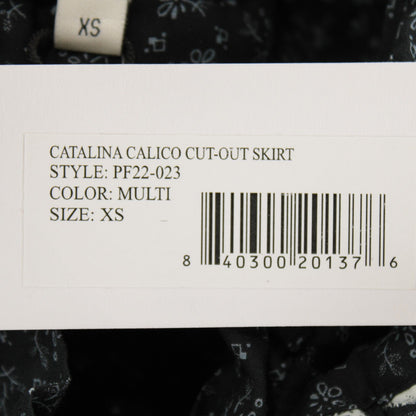 XS
CATALINA CALICO CUT-OUT SKIRT
STYLE: PF22-023
COLOR: MULTI
SIZE: XS
8 40300 20137 6